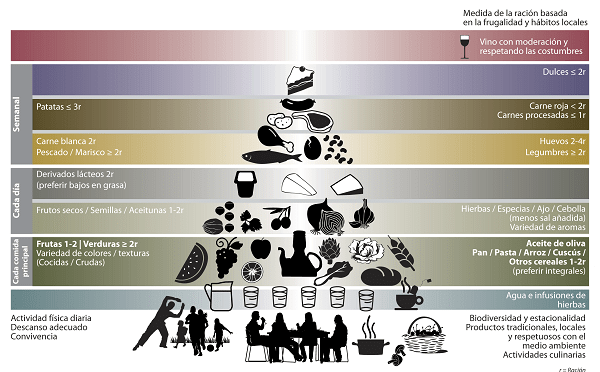 Medida de la ración basada
en la frugalidad y hábitos locales
Vino con moderación y
respetando las costumbres
Semanal
Dulces ≤ 2r
Patatas ≤ 3r
Carne roja < 2r
Carnes procesadas ≤ 1r
Carne blanca 2r
Pescado / Marisco ≥ 2r
Huevos 2-4r
Legumbres ≥ 2r
Cada día
Derivados lácteos 2r
(preferir bajos en grasa)
Frutos secos / Semillas / Aceitunas 1-2r
Hierbas / Especias / Ajo / Cebolla
(menos sal añadida)
Variedad de aromas
Cada comida
principal
Frutas 1-2 | Verduras ≥ 2r
Variedad de colores / texturas
(Cocidas / Crudas)
Aceite de oliva
Pan / Pasta / Arroz / Cuscús /
Otros cereales 1-2r
(preferir integrales)
Agua e infusiones de
hierbas
Actividad física diaria
Descanso adecuado
Convivencia
Biodiversidad y estacionalidad
Productos tradicionales, locales
y respetuosos con el
medio ambiente
Actividades culinarias
r = Ración